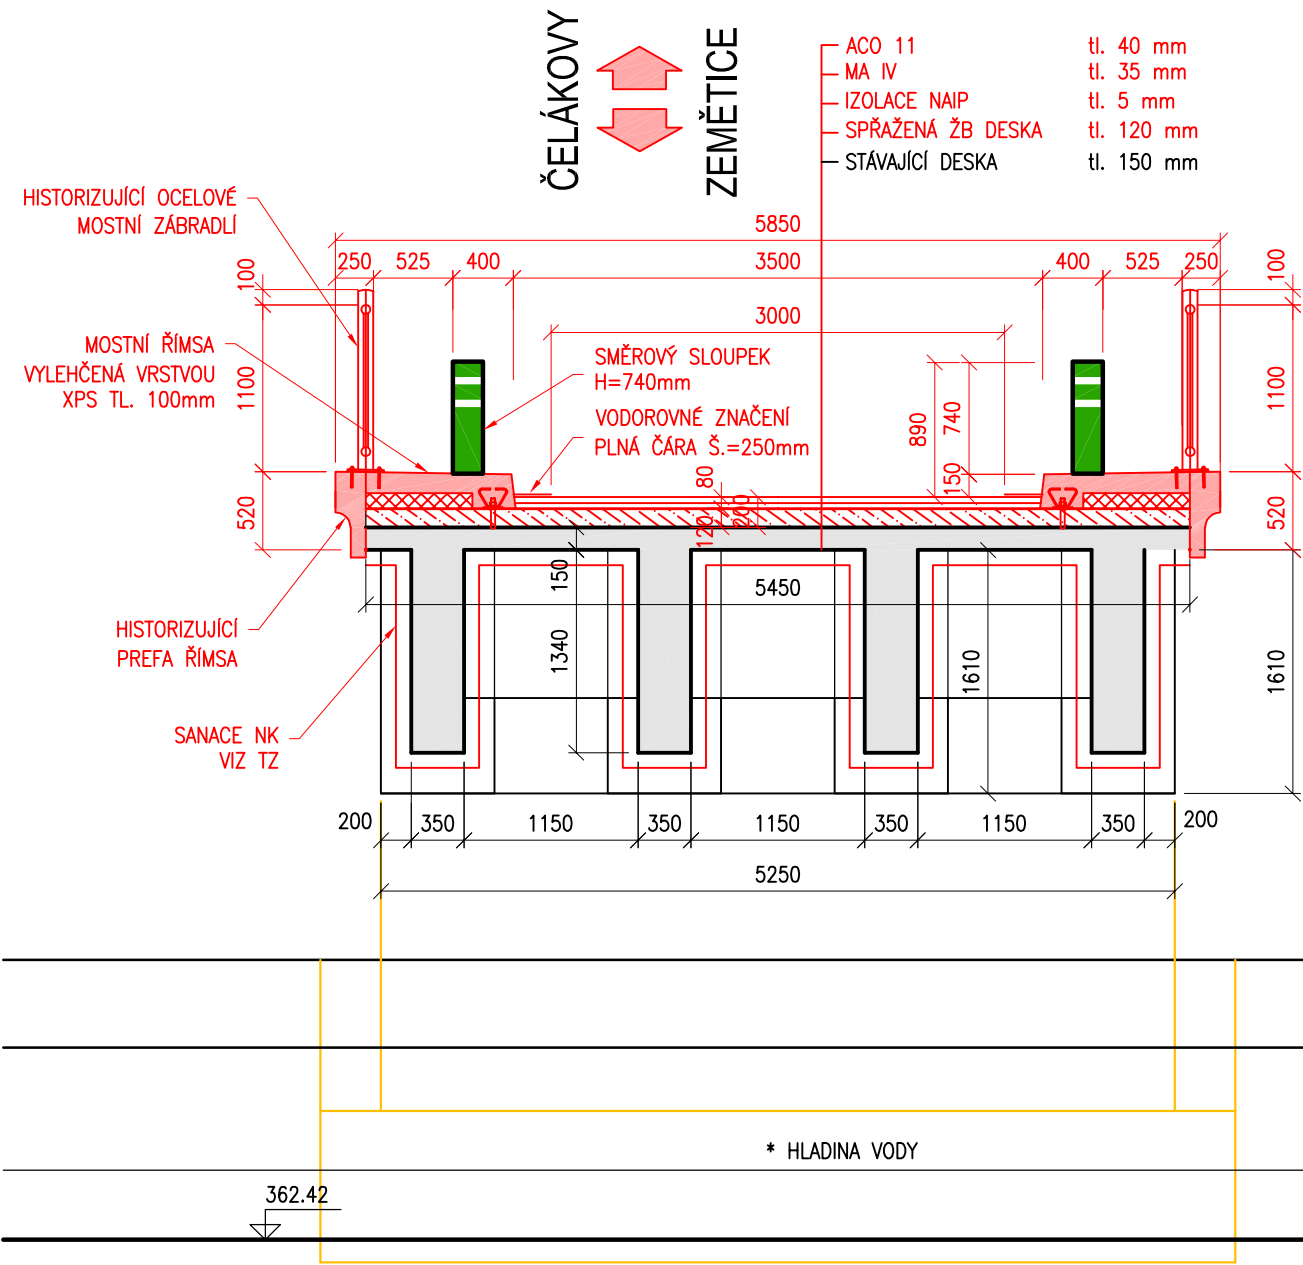 ČELÁKOVY
ZEMĚTICE
ACO 11 tl. 40 mm
MA IV tl. 35 mm
IZOLACE NAIP tl. 5 mm
SPŘAŽENÁ ŽB DESKA tl. 120 mm
STÁVAJÍCÍ DESKA tl. 150 mm
HISTORIZUJÍCÍ OCELOVÉ
MOSTNÍ ZÁBRADLÍ
5850
250 525 400 3500 400 525 250
100
100
3000
MOSTNÍ ŘÍMSA
VYLEHČENÁ VRSTVOU
XPS TL. 100mm
1100
SMĚROVÝ SLOUPEK
H=740mm
VODOROVNÉ ZNAČENÍ
PLNÁ ČÁRA Š.=250mm
890
740
150
1100
520
80
200
120
520
150
5450
HISTORIZUJÍCÍ
PREFA ŘÍMSA
1340
1610
1610
SANACE NK
VIZ TZ
200 350 1150 350 1150 350 1150 350 200
5250
* HLADINA VODY
362.42